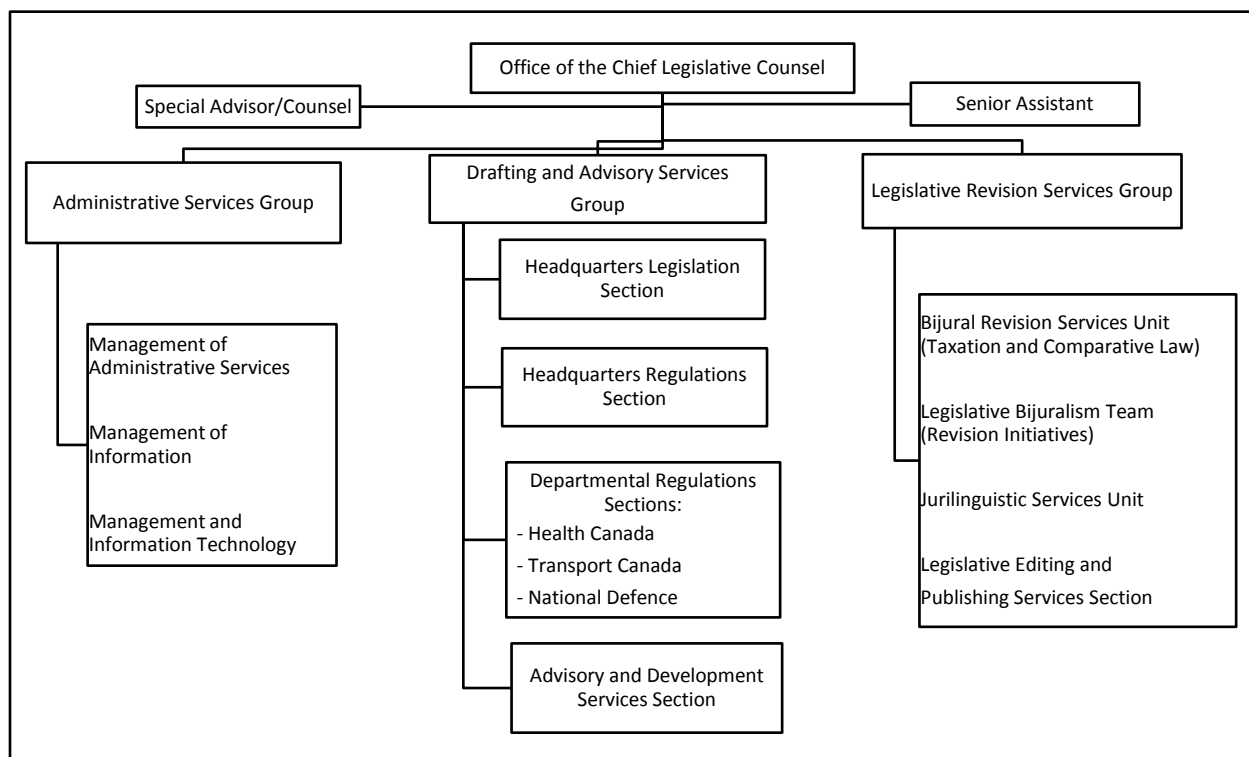 Office of the Chief Legislative Counsel
Special Advisor/Counsel
Senior Assistant
Administrative Services Group
Drafting and Advisory Services
Group
Legislative Revision Services Group
Management of
Administrative Services
Management of
Information
Management and
Information Technology
Headquarters Legislation
Section
Headquarters Regulations
Section
Departmental Regulations
Sections:
- Health Canada
- Transport Canada
- National Defence
Advisory and Development
Services Section
Bijural Revision Services Unit
(Taxation and Comparative Law)
Legislative Bijuralism Team
(Revision Initiatives)
Jurilinguistic Services Unit
Legislative Editing and
Publishing Services Section